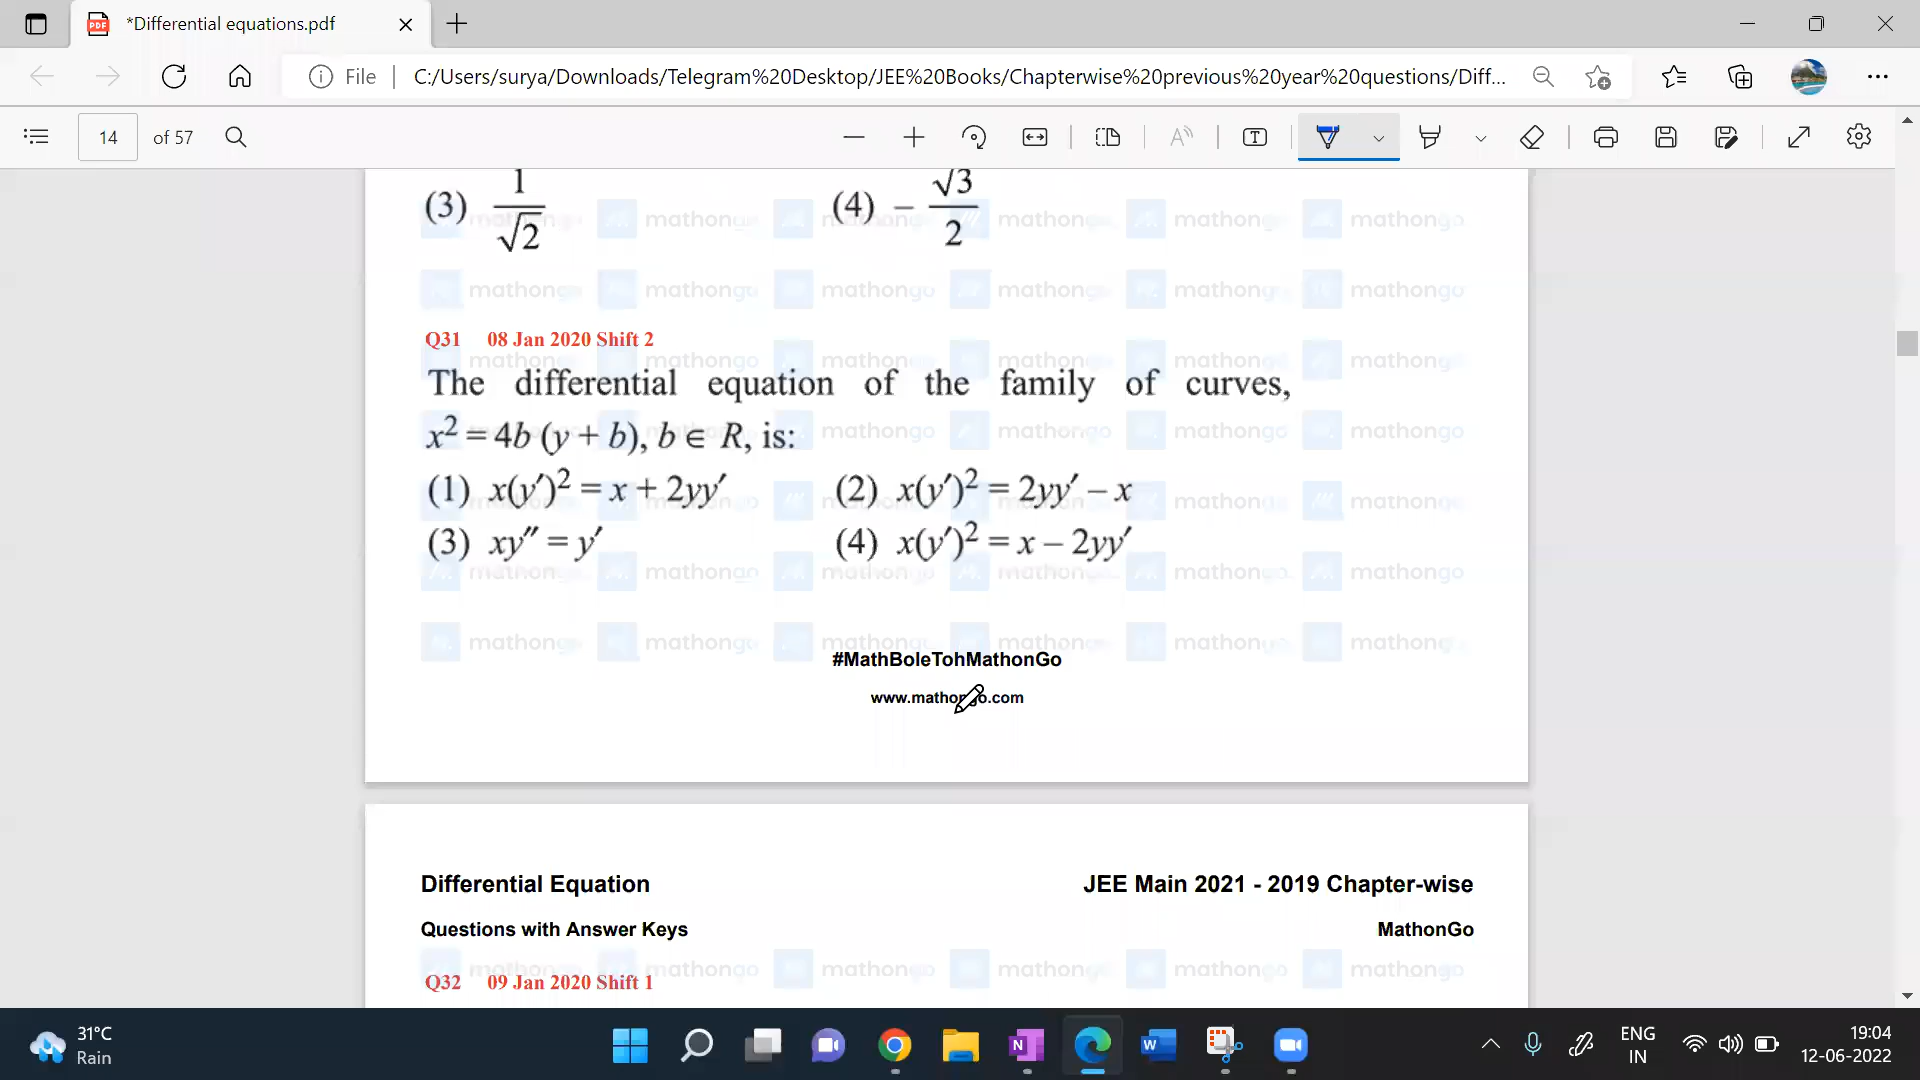 *Differential equations.pdf
File
C:/Users/surya/Downloads/Telegram%20Desktop/JEE%20Books/Chapterwise%20previous%20year%20questions/Diff...
14 of 57
(3) 1/√2 (4) – √3/2
Q31 08 Jan 2020 Shift 2
The differential equation of the family of curves,
x² = 4b (y + b), b ∈ R, is:
(1) x(y′)² = x + 2yy′ (2) x(y′)² = 2yy′ – x
(3) xy″ = y′ (4) x(y′)² = x – 2yy′
mathongo
#MathBoleTohMathonGo
www.mathongo.com
Differential Equation JEE Main 2021 - 2019 Chapter-wise
Questions with Answer Keys MathonGo
Q32 09 Jan 2020 Shift 1
31°C
Rain
ENG
IN
19:04
12-06-2022